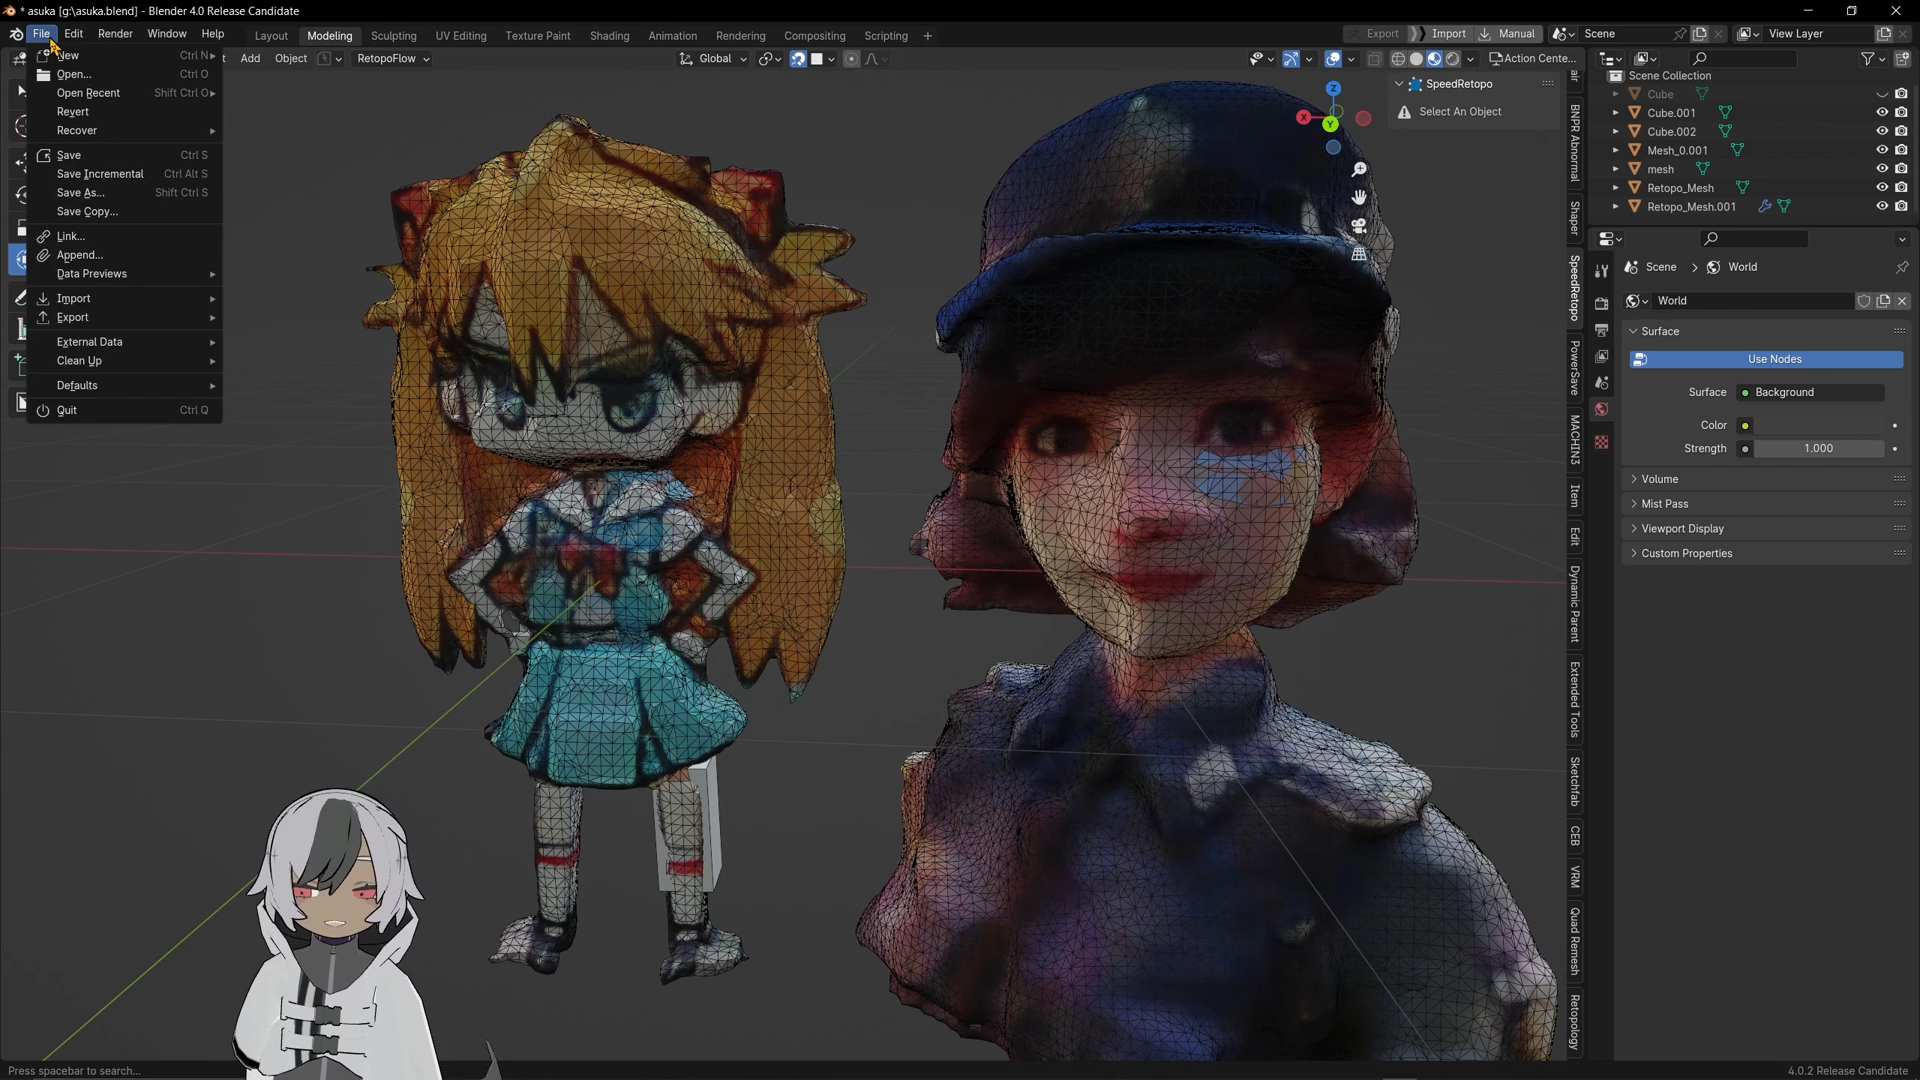 * asuka [g:\asuka.blend] - Blender 4.0 Release Candidate
File Edit Render Window Help
Layout Modeling Sculpting UV Editing Texture Paint Shading Animation Rendering Compositing Scripting +
Export Import Manual
Scene
View Layer
Add Object RetopoFlow
Global
Action Cente...
New Ctrl N
Open... Ctrl O
Open Recent Shift Ctrl O
Revert
Recover
Save Ctrl S
Save Incremental Ctrl Alt S
Save As... Shift Ctrl S
Save Copy...
Link...
Append...
Data Previews
Import
Export
External Data
Clean Up
Defaults
Quit Ctrl Q
SpeedRetopo
Select An Object
Z
X
Y
BNPR Abnormal
Shaper
SpeedRetopo
PowerSave
MACHIN3
Item
Edit
Dynamic Parent
Extended Tools
Sketchfab
CEB
VRM
Quad Remesh
Retopology
Scene Collection
Cube
Cube.001
Cube.002
Mesh_0.001
mesh
Retopo_Mesh
Retopo_Mesh.001
Scene > World
World
Surface
Use Nodes
Surface Background
Color
Strength 1.000
Volume
Mist Pass
Viewport Display
Custom Properties
Press spacebar to search...
4.0.2 Release Candidate